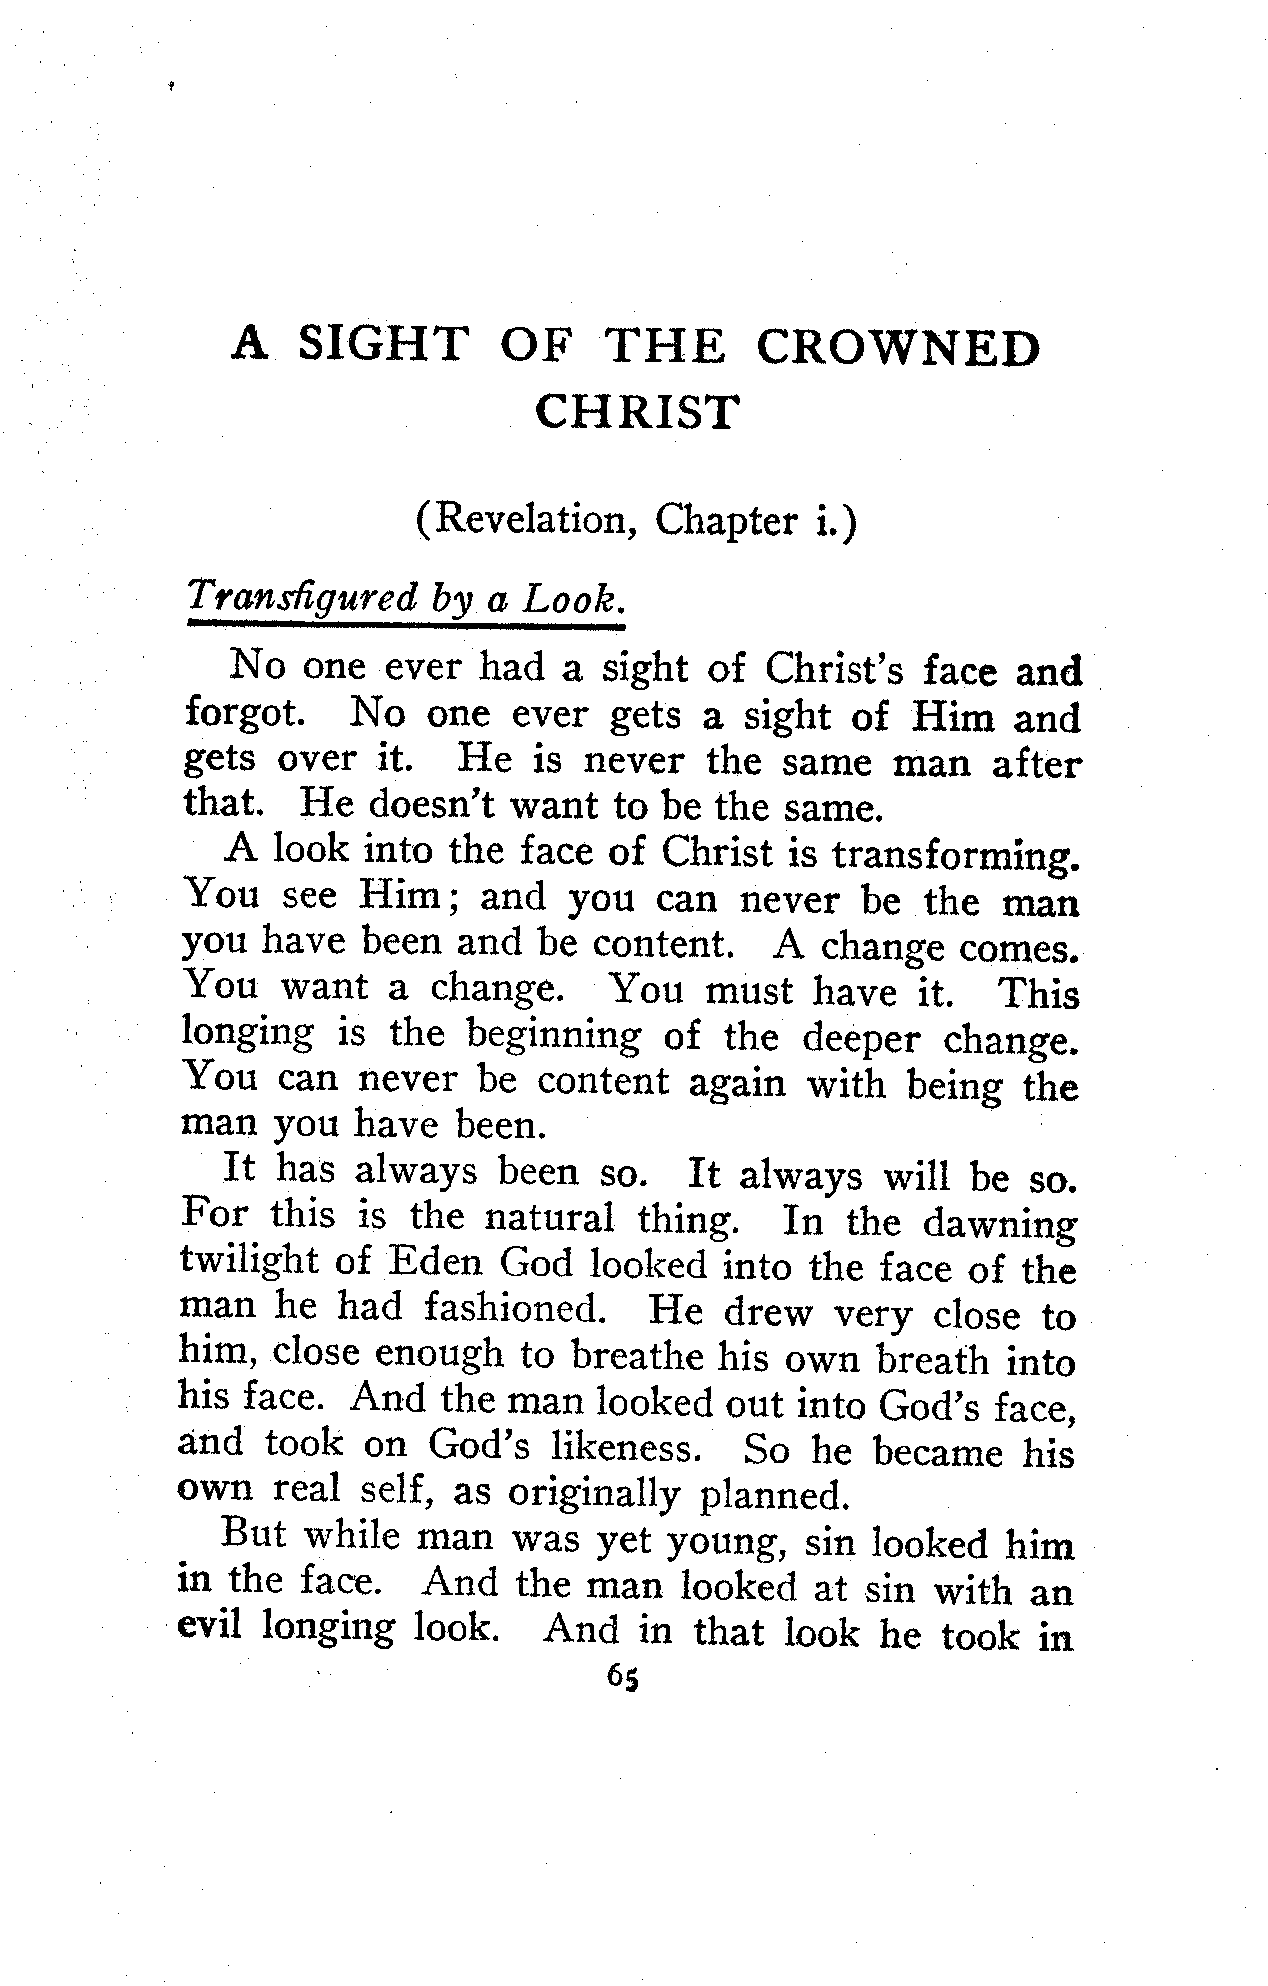 A SIGHT OF THE CROWNED
CHRIST
(Revelation, Chapter i.)
Transfigured by a Look.
No one ever had a sight of Christ's face and
forgot. No one ever gets a sight of Him and
gets over it. He is never the same man after
that. He doesn't want to be the same.
A look into the face of Christ is transforming.
You see Him; and you can never be the man
you have been and be content. A change comes.
You want a change. You must have it. This
longing is the beginning of the deeper change.
You can never be content again with being the
man you have been.
It has always been so. It always will be so.
For this is the natural thing. In the dawning
twilight of Eden God looked into the face of the
man he had fashioned. He drew very close to
him, close enough to breathe his own breath into
his face. And the man looked out into God's face,
and took on God's likeness. So he became his
own real self, as originally planned.
But while man was yet young, sin looked him
in the face. And the man looked at sin with an
evil longing look. And in that look he took in
65